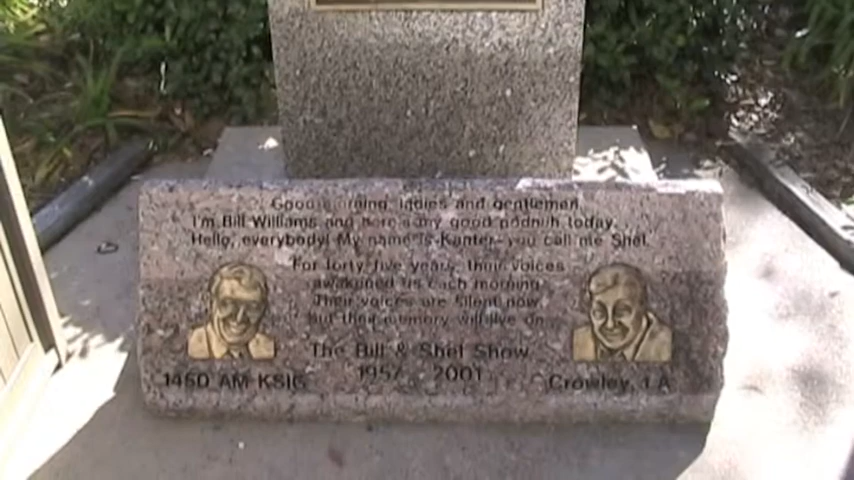 Good morning, ladies and gentlemen,
I'm Bill Williams and here's my good podnuh today.
Hello, everybody! My name is Kanter- you call me Shel.
For forty five years, their voices
awakened us each morning
Their voices are silent now,
but their memory will live on
The Bill & Shel Show
1450 AM KSIG 1957 2001 Crowley, LA